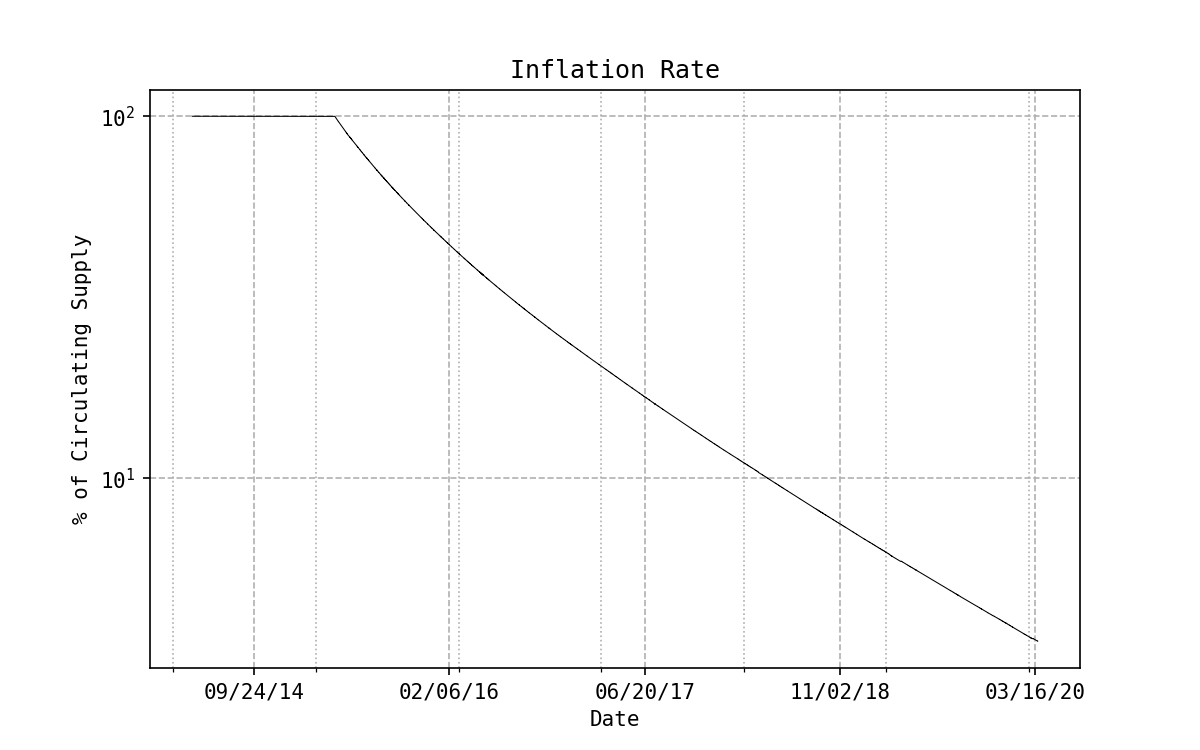 Inflation Rate
% of Circulating Supply
10²
10¹
09/24/14 02/06/16 06/20/17 11/02/18 03/16/20
Date